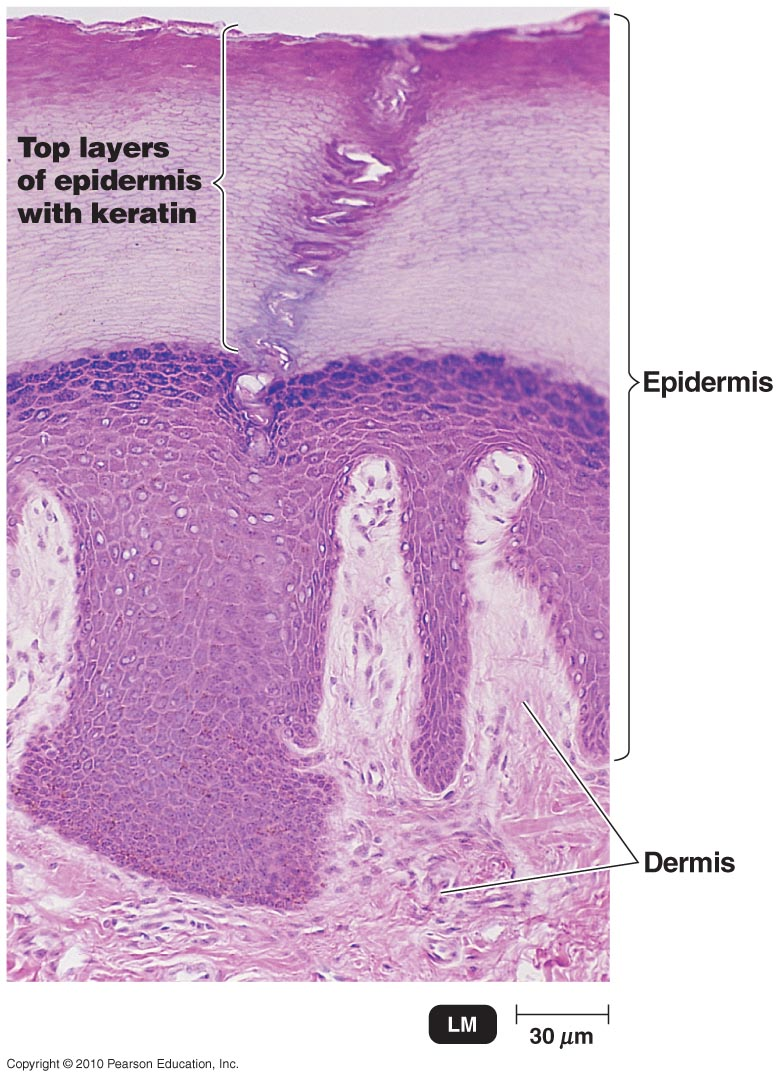 Top layers
of epidermis
with keratin
Epidermis
Dermis
LM
30 μm
Copyright © 2010 Pearson Education, Inc.